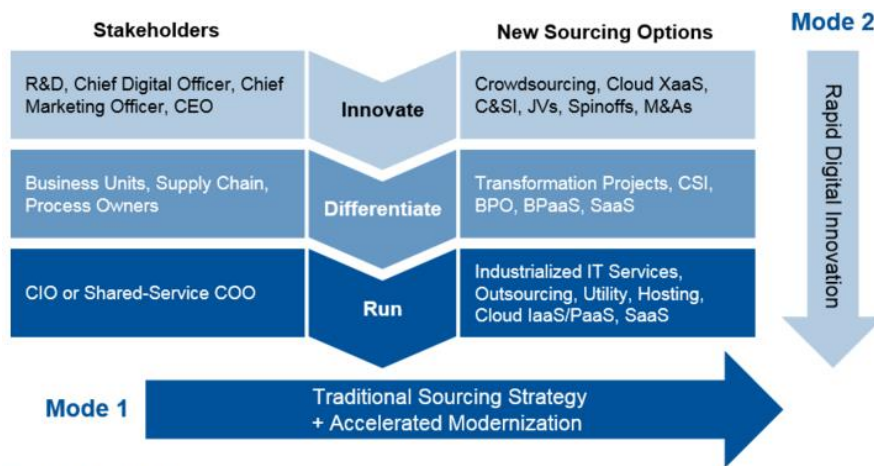 Stakeholders
New Sourcing Options
Mode 2
R&D, Chief Digital Officer, Chief
Marketing Officer, CEO
Innovate
Crowdsourcing, Cloud XaaS,
C&SI, JVs, Spinoffs, M&As
Business Units, Supply Chain,
Process Owners
Differentiate
Transformation Projects, CSI,
BPO, BPaaS, SaaS
CIO or Shared-Service COO
Run
Industrialized IT Services,
Outsourcing, Utility, Hosting,
Cloud IaaS/PaaS, SaaS
Rapid Digital Innovation
Mode 1
Traditional Sourcing Strategy
+ Accelerated Modernization